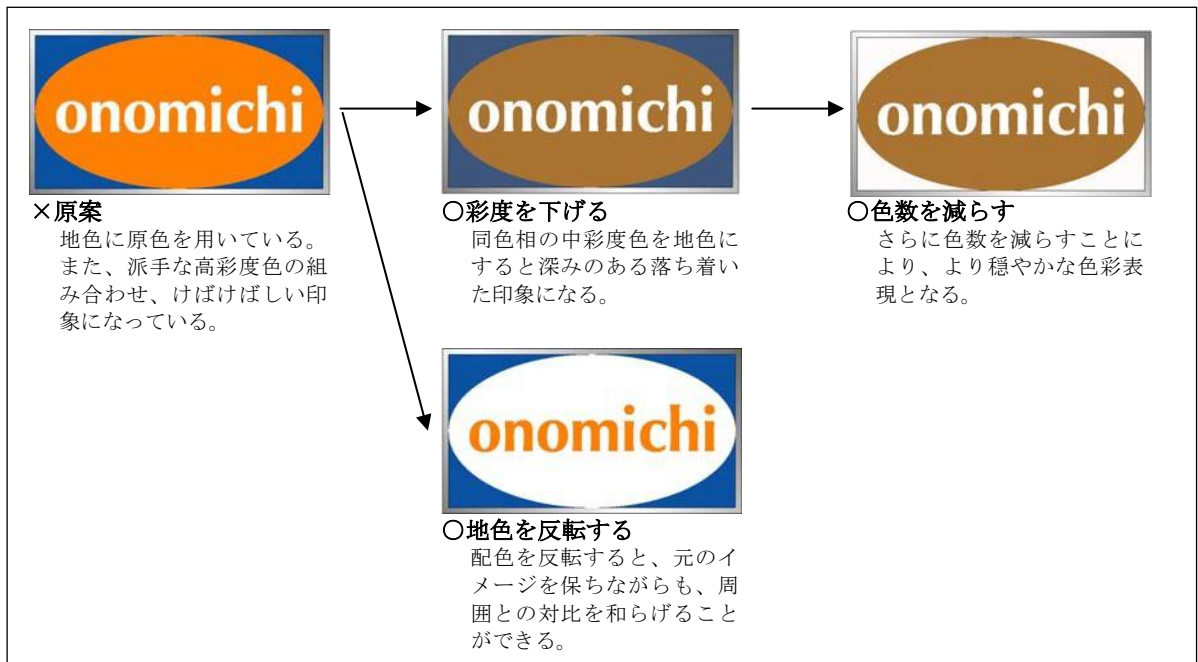 onomichi
×原案
地色に原色を用いている。
また、派手な高彩度色の組
み合わせ、けばけばしい印
象になっている。
onomichi
○彩度を下げる
同色相の中彩度色を地色に
すると深みのある落ち着い
た印象になる。
onomichi
○色数を減らす
さらに色数を減らすことに
より、より穏やかな色彩表
現となる。
onomichi
○地色を反転する
配色を反転すると、元のイ
メージを保ちながらも、周
囲との対比を和らげること
ができる。